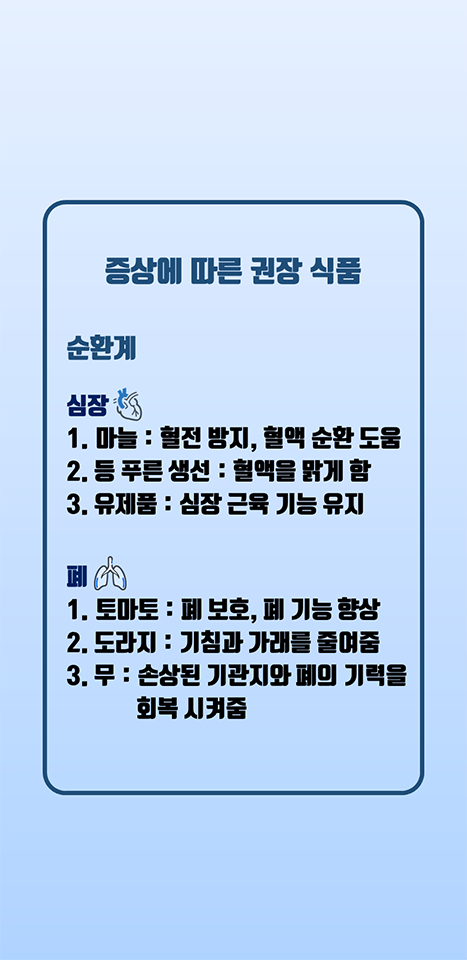 증상에 따른 권장 식품
순환계
심장
1. 마늘 : 혈전 방지, 혈액 순환 도움
2. 등 푸른 생선 : 혈액을 맑게 함
3. 유제품 : 심장 근육 기능 유지
폐
1. 토마토 : 폐 보호, 폐 기능 향상
2. 도라지 : 기침과 가래를 줄여줌
3. 무 : 손상된 기관지와 폐의 기력을
회복 시켜줌